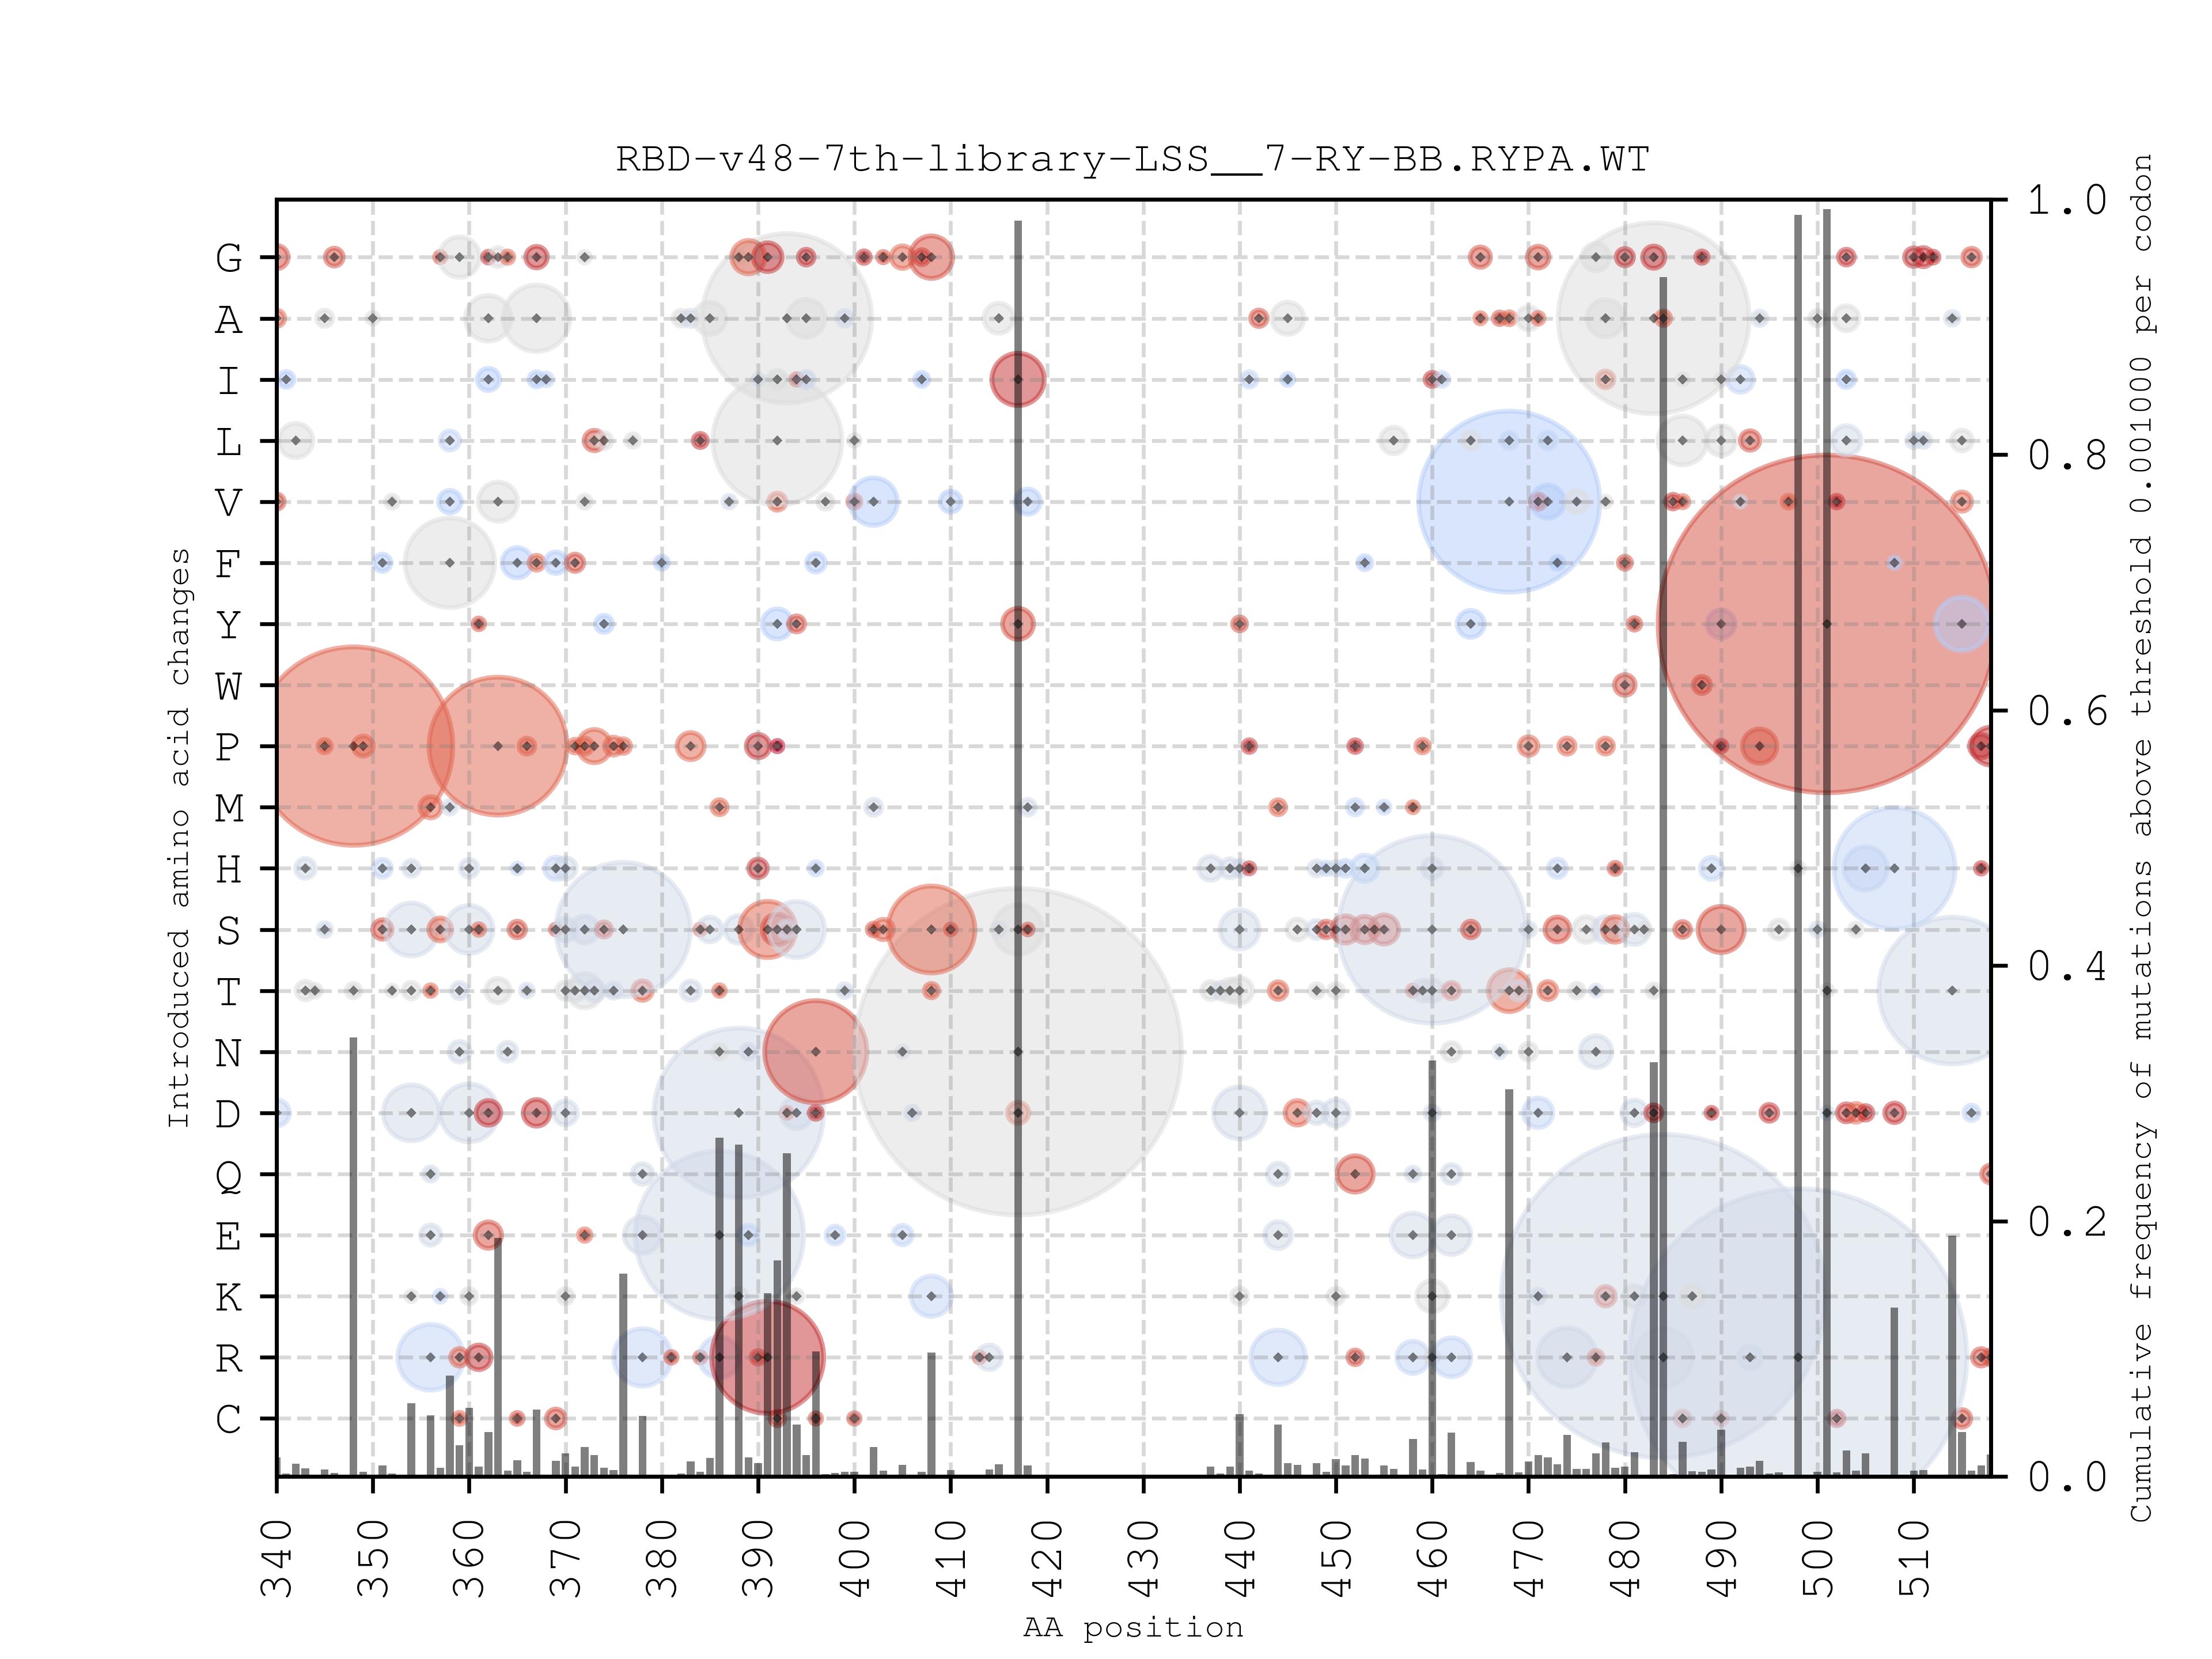 RBD-v48-7th-library-LSS__7-RY-BB.RYPA.WT
Introduced amino acid changes
G
A
I
L
V
F
Y
W
P
M
H
S
T
N
D
Q
E
K
R
C
1.0
0.8
0.6
0.4
0.2
0.0
Cumulative frequency of mutations above threshold 0.001000 per codon
340
350
360
370
380
390
400
410
420
430
440
450
460
470
480
490
500
510
AA position